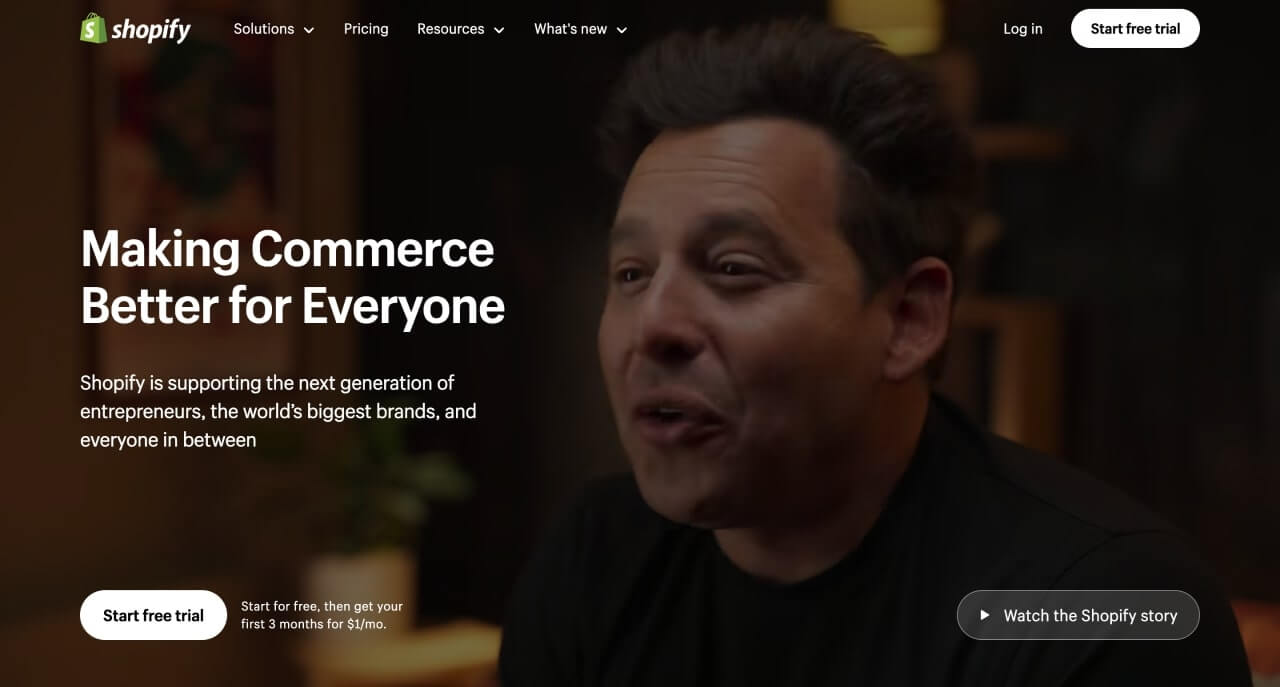 shopify
Solutions
Pricing
Resources
What's new
Log in
Start free trial
Making Commerce
Better for Everyone
Shopify is supporting the next generation of
entrepreneurs, the world’s biggest brands, and
everyone in between
Start free trial
Start for free, then get your
first 3 months for $1/mo.
Watch the Shopify story